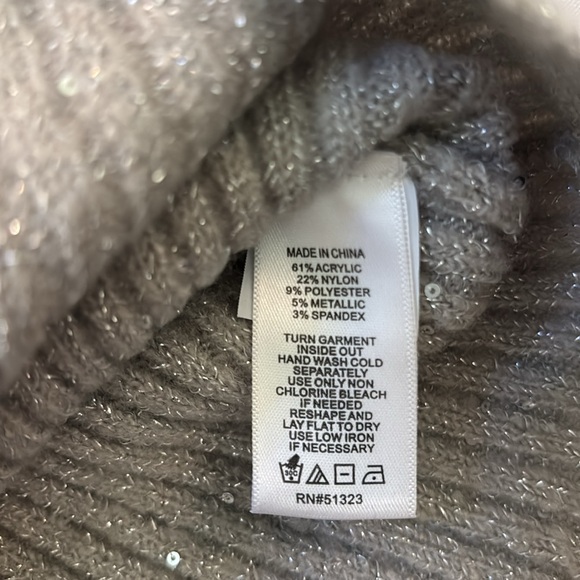 MADE IN CHINA
61% ACRYLIC
22% NYLON
9% POLYESTER
5% METALLIC
3% SPANDEX
TURN GARMENT
INSIDE OUT
HAND WASH COLD
SEPARATELY
USE ONLY NON
CHLORINE BLEACH
IF NEEDED
RESHAPE AND
LAY FLAT TO DRY
USE LOW IRON
IF NECESSARY
30C
RN#51323